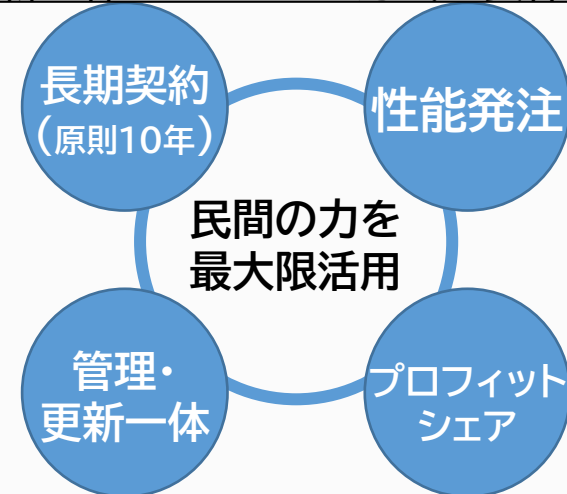 長期契約
（原則10年）
性能発注
民間の力を
最大限活用
管理・
更新一体
プロフィット
シェア